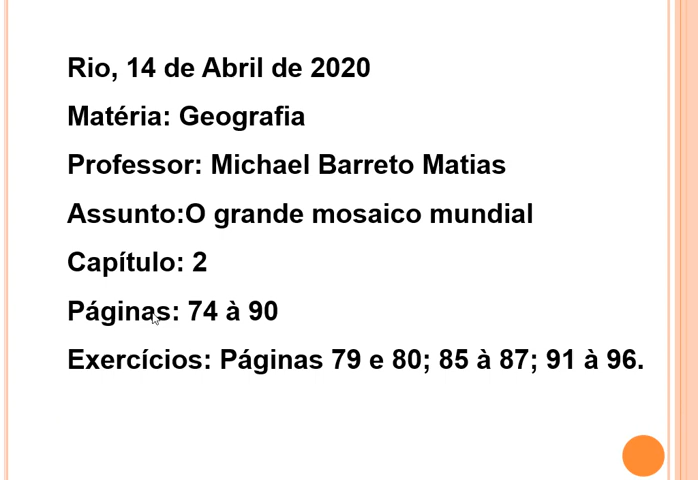 Rio, 14 de Abril de 2020
Matéria: Geografia
Professor: Michael Barreto Matias
Assunto:O grande mosaico mundial
Capítulo: 2
Páginas: 74 à 90
Exercícios: Páginas 79 e 80; 85 à 87; 91 à 96.